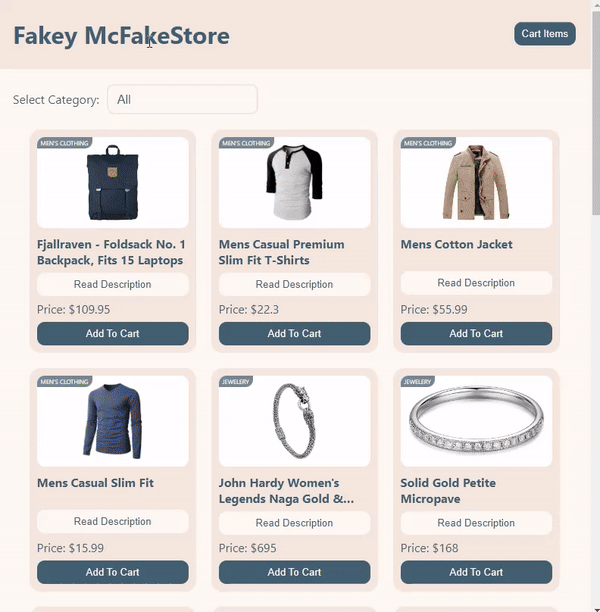 Fakey McFakeStore
Cart Items
Select Category: All
MEN'S CLOTHING
Fjallraven - Foldsack No. 1
Backpack, Fits 15 Laptops
Read Description
Price: $109.95
Add To Cart
MEN'S CLOTHING
Mens Casual Premium
Slim Fit T-Shirts
Read Description
Price: $22.3
Add To Cart
MEN'S CLOTHING
Mens Cotton Jacket
Read Description
Price: $55.99
Add To Cart
MEN'S CLOTHING
Mens Casual Slim Fit
Read Description
Price: $15.99
Add To Cart
JEWELERY
John Hardy Women's
Legends Naga Gold &...
Read Description
Price: $695
Add To Cart
JEWELERY
Solid Gold Petite
Micropave
Read Description
Price: $168
Add To Cart